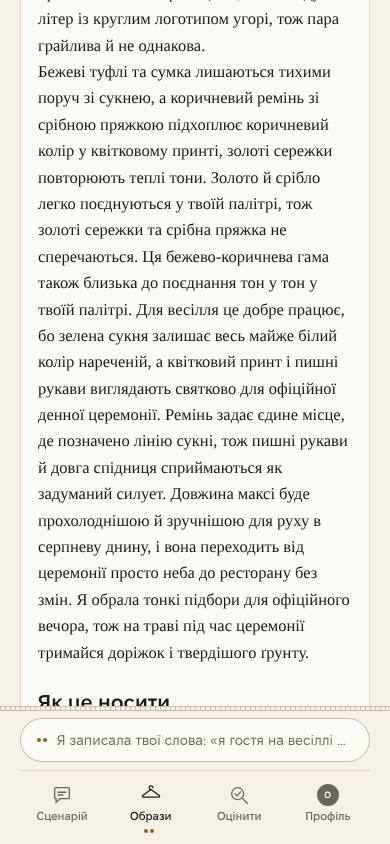 літер із круглим логотипом угорі, тож пара
грайлива й не однакова.
Бежеві туфлі та сумка лишаються тихими
поруч зі сукнею, а коричневий ремінь зі
срібною пряжкою підхоплює коричневий
колір у квітковому принті, золоті сережки
повторюють теплі тони. Золото й срібло
легко поєднуються у твоїй палітрі, тож
золоті сережки та срібна пряжка не
сперечаються. Ця бежево-коричнева гама
також близька до поєднання тон у тон у
твоїй палітрі. Для весілля це добре працює,
бо зелена сукня залишає весь майже білий
колір нареченій, а квітковий принт і пишні
рукави виглядають святково для офіційної
денної церемонії. Ремінь задає єдине місце,
де позначено лінію сукні, тож пишні рукави
й довга спідниця сприймаються як
задуманий силует. Довжина максі буде
прохолоднішою й зручнішою для руху в
серпневу днину, і вона переходить від
церемонії просто неба до ресторану без
змін. Я обрала тонкі підбори для офіційного
вечора, тож на траві під час церемонії
тримайся доріжок і твердішого ґрунту.
Як це носити
Я записала твої слова: «я гостя на весіллі ...
О
Сценарій Образи Оцінити Профіль